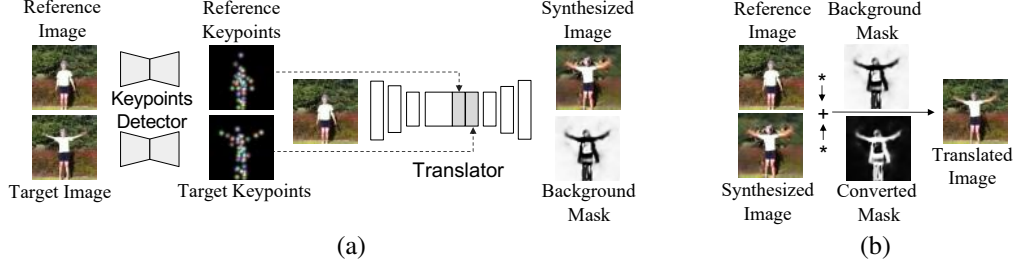 Reference
Image
Reference
Keypoints
Keypoints
Detector
Target Image
Target Keypoints
Translator
Synthesized
Image
Background
Mask
(a)
Reference
Image
Background
Mask
*
+
*
Synthesized
Image
Converted
Mask
Translated
Image
(b)